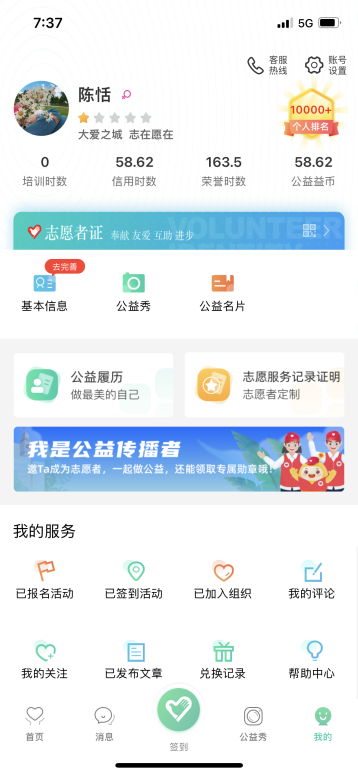 7:37
5G
客服
热线
账号
设置
陈恬
10000+
个人排名
大爱之城 志在愿在
0
58.62
163.5
58.62
培训时数
信用时数
荣誉时数
公益益币
志愿者证 奉献 友爱 互助 进步
VOLUNTEER
IDENTITY
去完善
基本信息
公益秀
公益名片
公益履历
做最美的自己
志愿服务记录证明
志愿者定制
我是公益传播者
邀Ta成为志愿者，一起做公益，还能领取专属勋章哦！
我的服务
已报名活动
已签到活动
已加入组织
我的评论
我的关注
已发布文章
兑换记录
帮助中心
首页
消息
签到
公益秀
我的